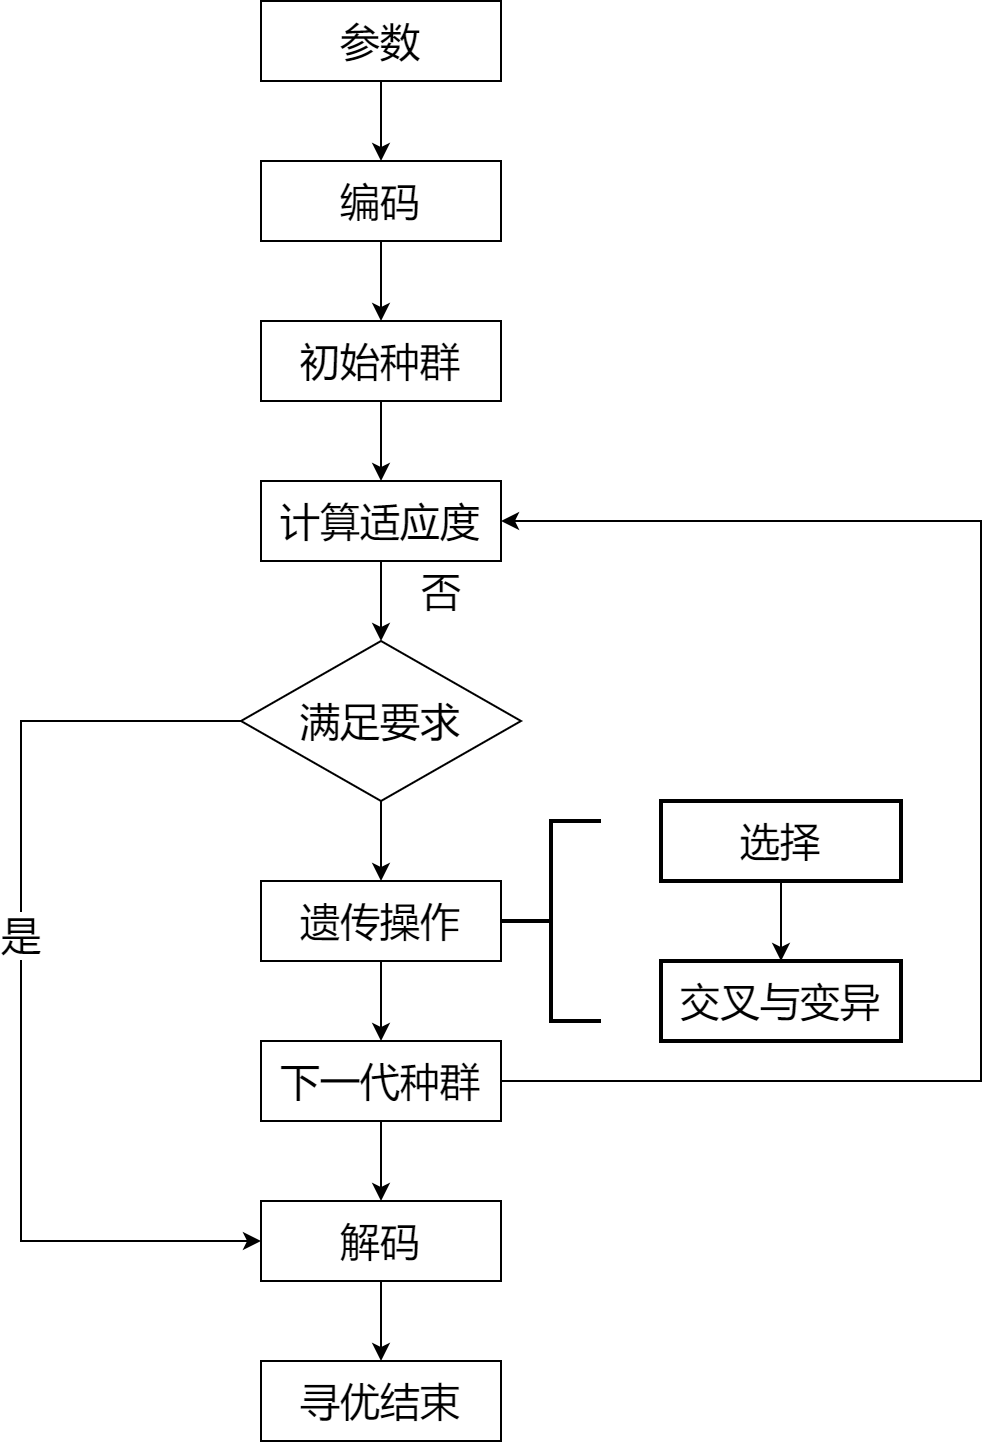 参数
编码
初始种群
计算适应度
否
满足要求
选择
遗传操作
是
交叉与变异
下一代种群
解码
寻优结束